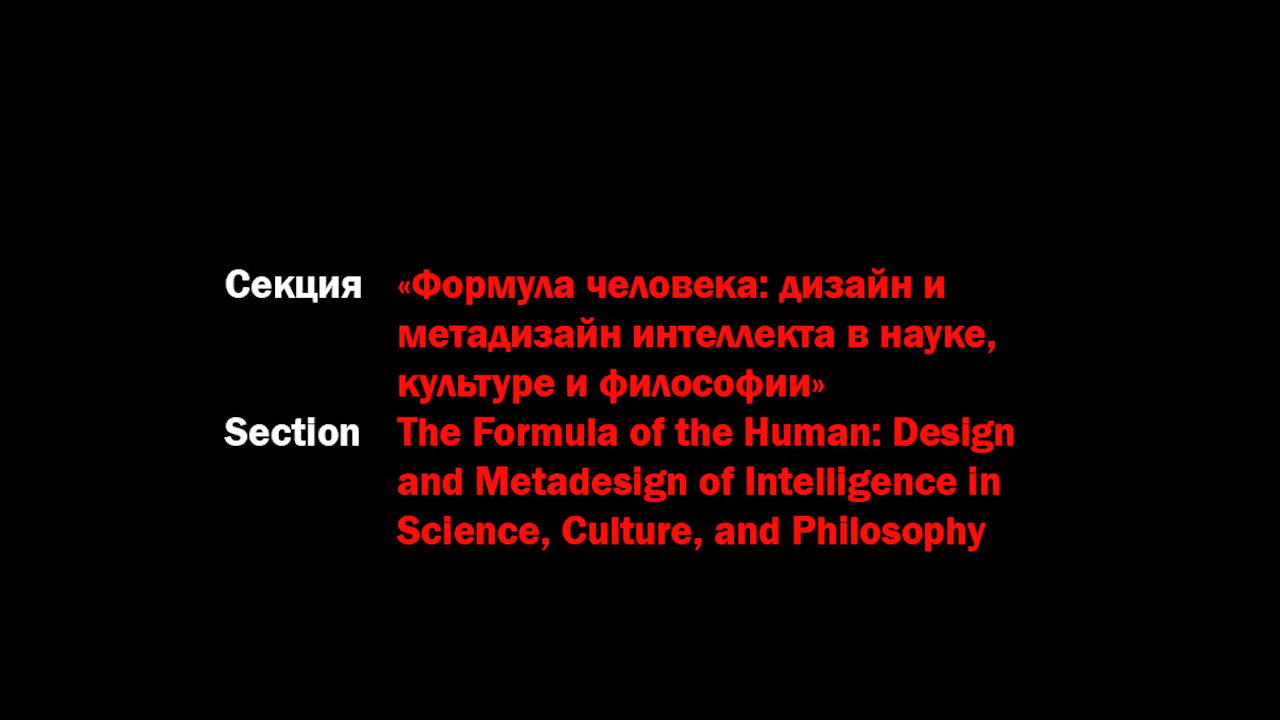 Секция «Формула человека: дизайн и
метадизайн интеллекта в науке,
культуре и философии»
Section The Formula of the Human: Design
and Metadesign of Intelligence in
Science, Culture, and Philosophy